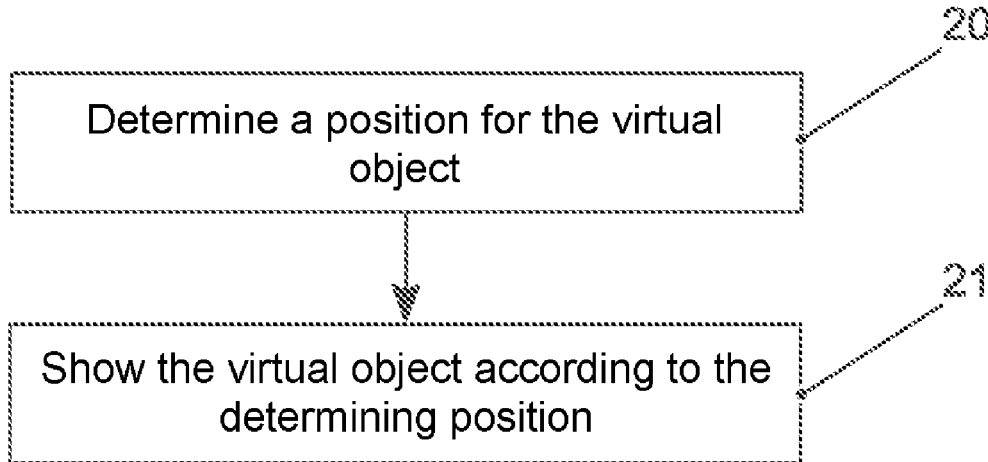 20
Determine a position for the virtual
object
21
Show the virtual object according to the
determining position